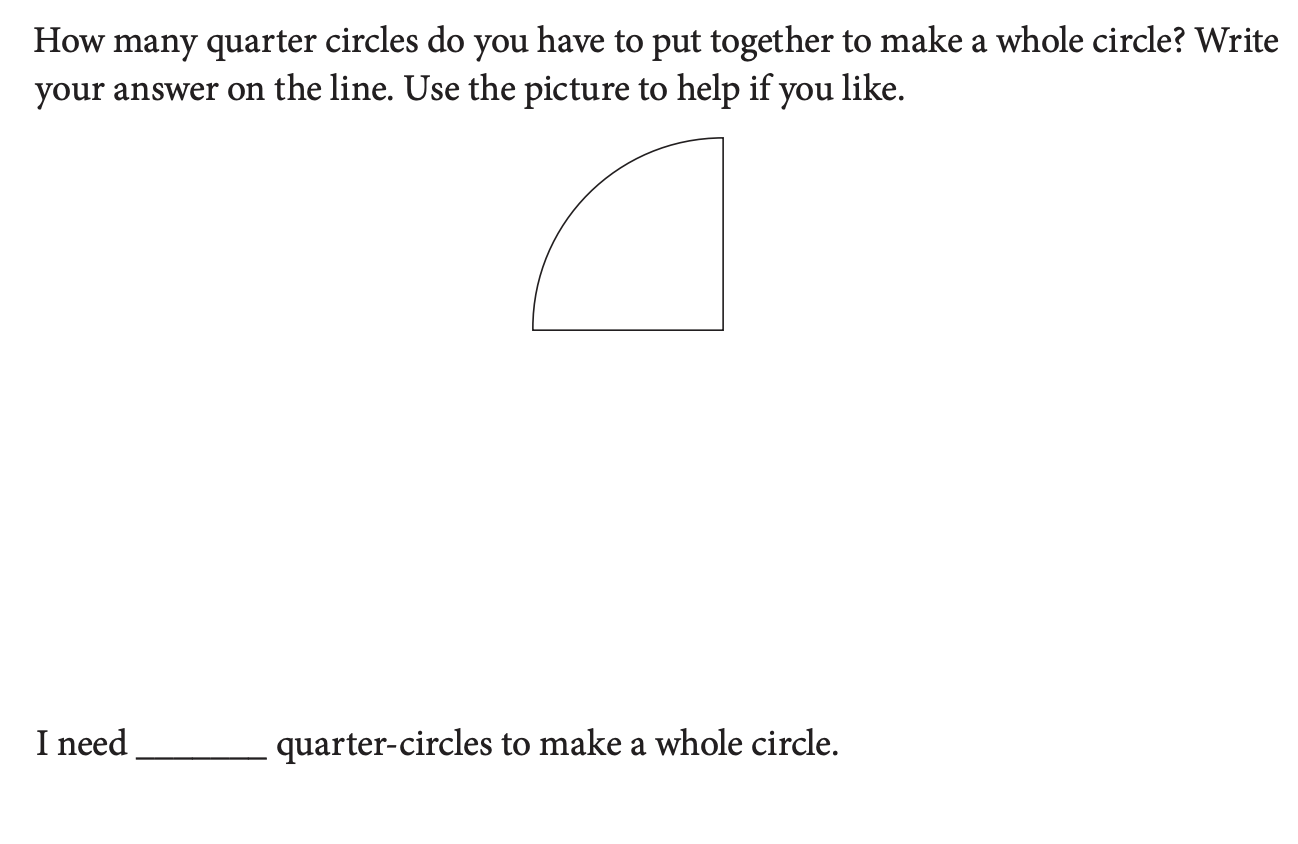 How many quarter circles do you have to put together to make a whole circle? Write
your answer on the line. Use the picture to help if you like.
I need _______ quarter-circles to make a whole circle.